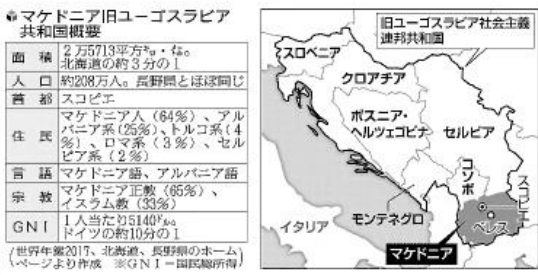 マケドニア旧ユーゴスラビア
共和国概要
面積
2万5713平方㌔・㍍。
北海道の約3分の1
人口
約208万人。長野県とほぼ同じ
首都
スコピエ
住民
マケドニア人(64%)、アル
バニア系(25%)、トルコ系(4
%)、ロマ系(3%)、セル
ビア系(2%)
言語
マケドニア語、アルバニア語
宗教
マケドニア正教(65%)、
イスラム教(33%)
GNI
1人当たり5140㌦。
ドイツの約10分の1
(世界年鑑2017、北海道、長野県のホーム
ページより作成 ※GNI=国民総所得)
旧ユーゴスラビア社会主義
連邦共和国
スロベニア
クロアチア
ボスニア・
ヘルツェゴビナ
セルビア
コソボ
スコピエ
イタリア
モンテネグロ
ベレス
マケドニア